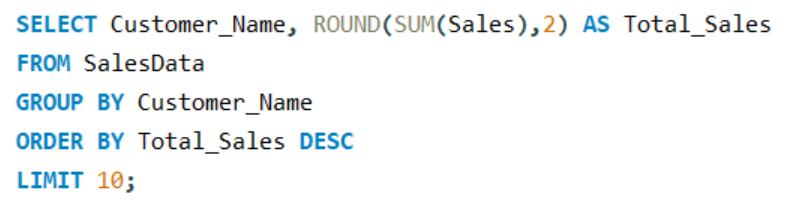 SELECT Customer_Name, ROUND(SUM(Sales),2) AS Total_Sales
FROM SalesData
GROUP BY Customer_Name
ORDER BY Total_Sales DESC
LIMIT 10;